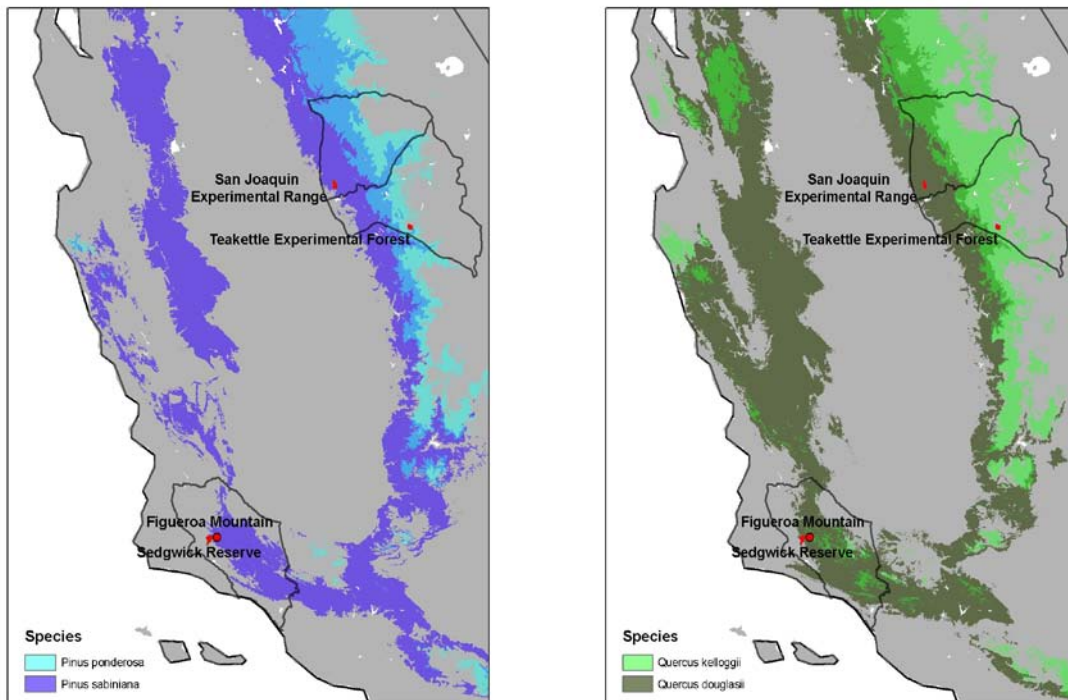 San Joaquin
Experimental Range
Teakettle Experimental Forest
Figueroa Mountain
Sedgwick Reserve
Species
Pinus ponderosa
Pinus sabiniana
San Joaquin
Experimental Range
Teakettle Experimental Forest
Figueroa Mountain
Sedgwick Reserve
Species
Quercus kelloggii
Quercus douglasii